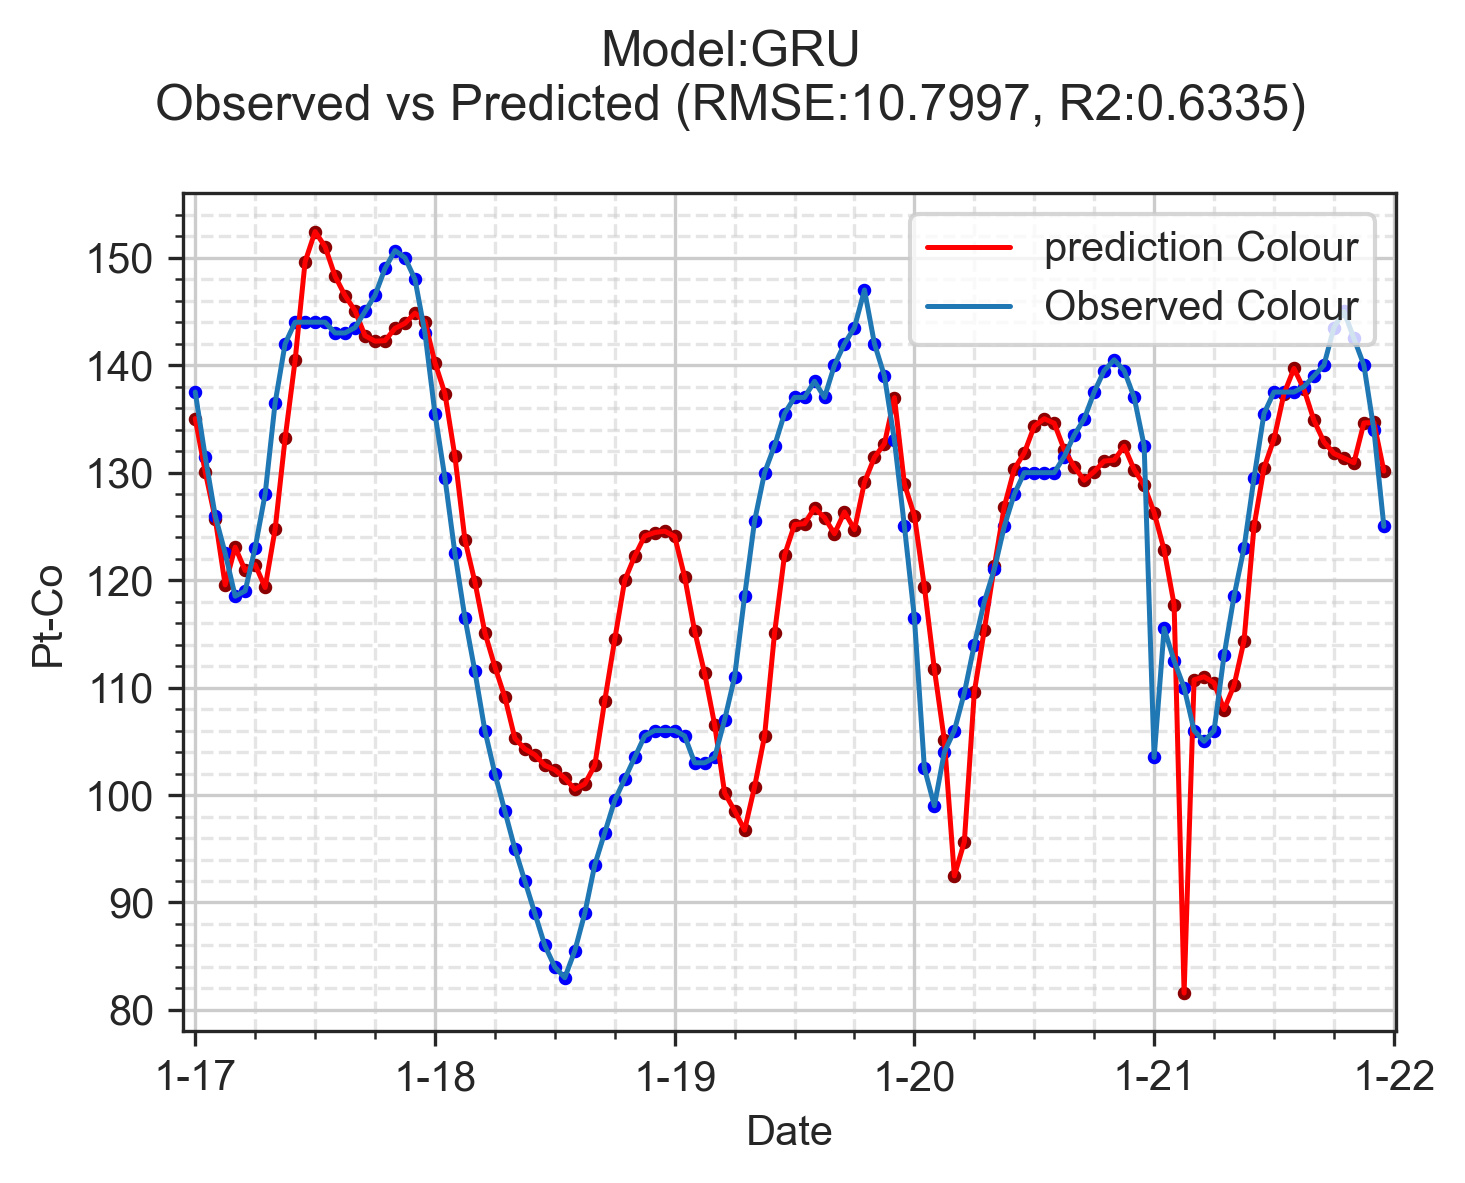 Model:GRU
Observed vs Predicted (RMSE:10.7997, R2:0.6335)
prediction Colour
Observed Colour
150
140
130
120
110
100
90
80
Pt-Co
1-17 1-18 1-19 1-20 1-21 1-22
Date